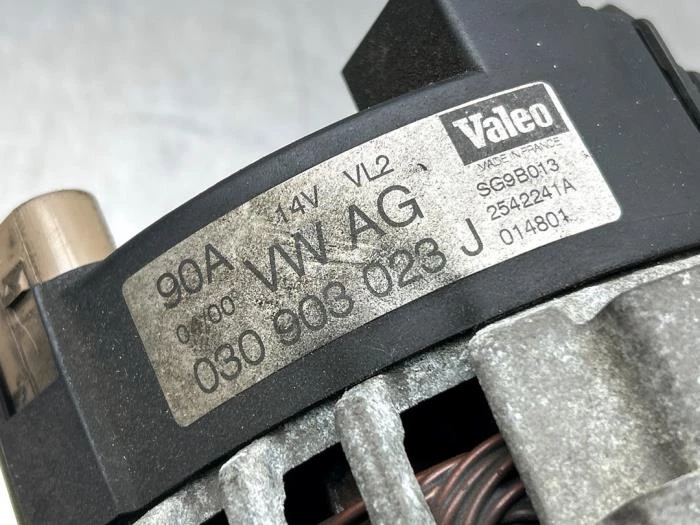 90A 14V VL2
04/00 VW AG
030 903 023 J
Valeo
MADE IN FRANCE
SG9B013
2542241A
014801